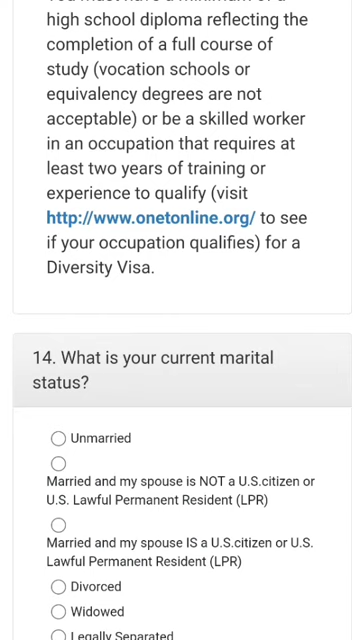 high school diploma reflecting the
completion of a full course of
study (vocation schools or
equivalency degrees are not
acceptable) or be a skilled worker
in an occupation that requires at
least two years of training or
experience to qualify (visit
http://www.onetonline.org/ to see
if your occupation qualifies) for a
Diversity Visa.
14. What is your current marital
status?
Unmarried
Married and my spouse is NOT a U.S.citizen or
U.S. Lawful Permanent Resident (LPR)
Married and my spouse IS a U.S.citizen or U.S.
Lawful Permanent Resident (LPR)
Divorced
Widowed
Legally Separated